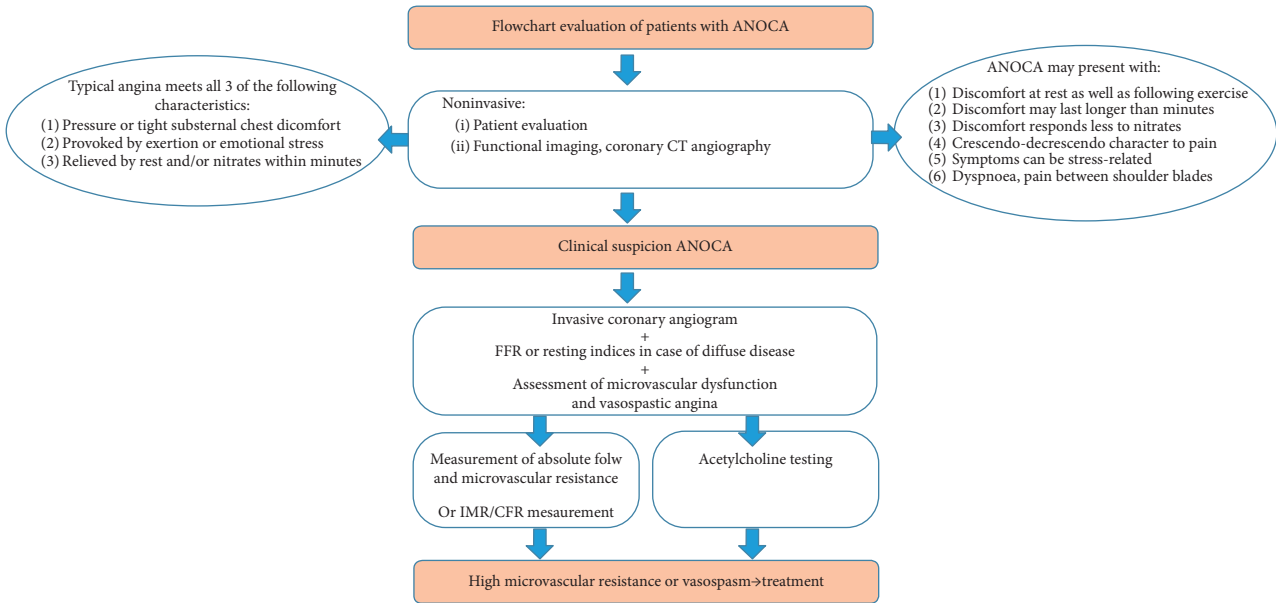 Flowchart evaluation of patients with ANOCA
Typical angina meets all 3 of the following
characteristics:
(1) Pressure or tight substernal chest dicomfort
(2) Provoked by exertion or emotional stress
(3) Relieved by rest and/or nitrates within minutes
Noninvasive:
(i) Patient evaluation
(ii) Functional imaging, coronary CT angiography
ANOCA may present with:
(1) Discomfort at rest as well as following exercise
(2) Discomfort may last longer than minutes
(3) Discomfort responds less to nitrates
(4) Crescendo-decrescendo character to pain
(5) Symptoms can be stress-related
(6) Dyspnoea, pain between shoulder blades
Clinical suspicion ANOCA
Invasive coronary angiogram
+
FFR or resting indices in case of diffuse disease
+
Assessment of microvascular dysfunction
and vasospastic angina
Measurement of absolute folw
and microvascular resistance
Or IMR/CFR mesaurement
Acetylcholine testing
High microvascular resistance or vasospasm→treatment